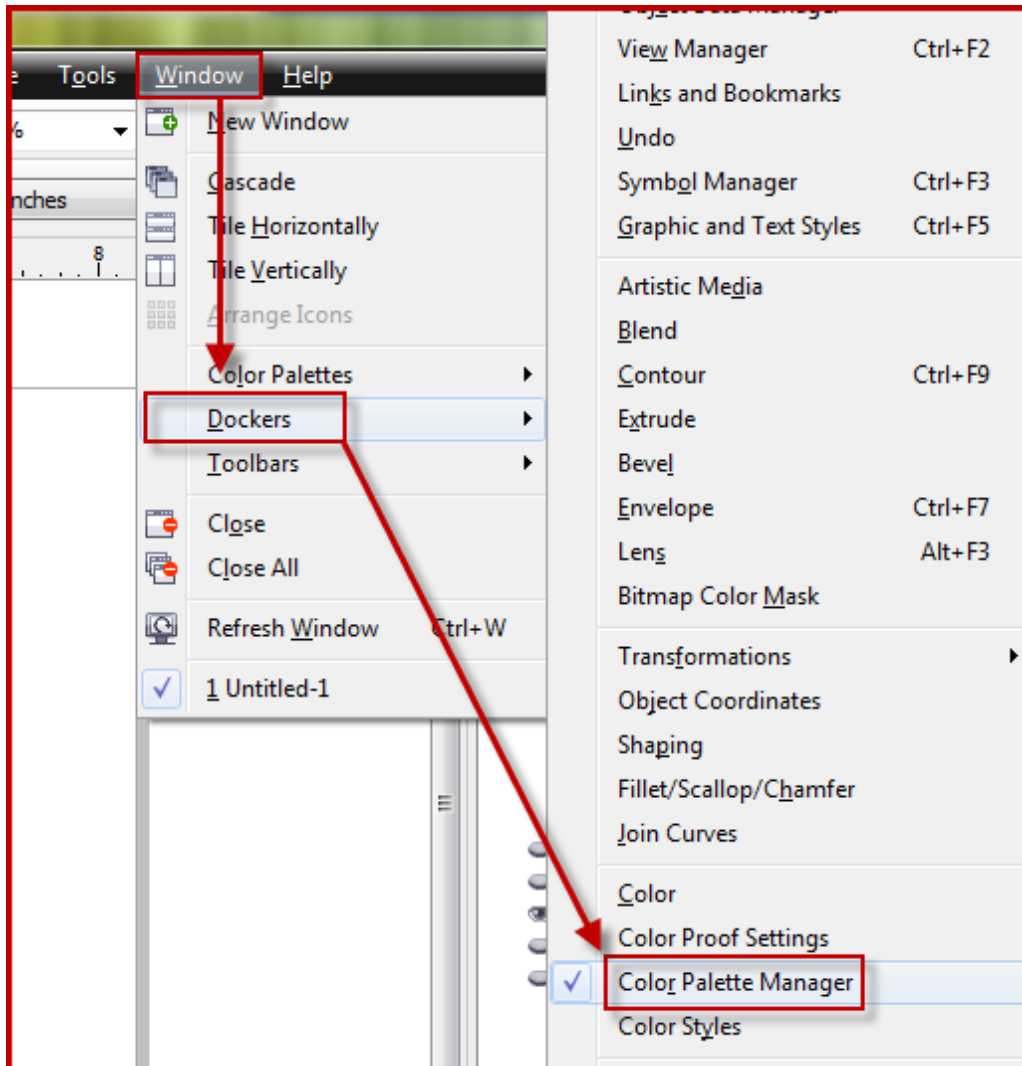 Tools Window Help
%
nches
8
New Window
Cascade
Tile Horizontally
Tile Vertically
Arrange Icons
Color Palettes
Dockers
Toolbars
Close
Close All
Refresh Window Ctrl+W
1 Untitled-1
Object Data Manager
View Manager Ctrl+F2
Links and Bookmarks
Undo
Symbol Manager Ctrl+F3
Graphic and Text Styles Ctrl+F5
Artistic Media
Blend
Contour Ctrl+F9
Extrude
Bevel
Envelope Ctrl+F7
Lens Alt+F3
Bitmap Color Mask
Transformations
Object Coordinates
Shaping
Fillet/Scallop/Chamfer
Join Curves
Color
Color Proof Settings
Color Palette Manager
Color Styles